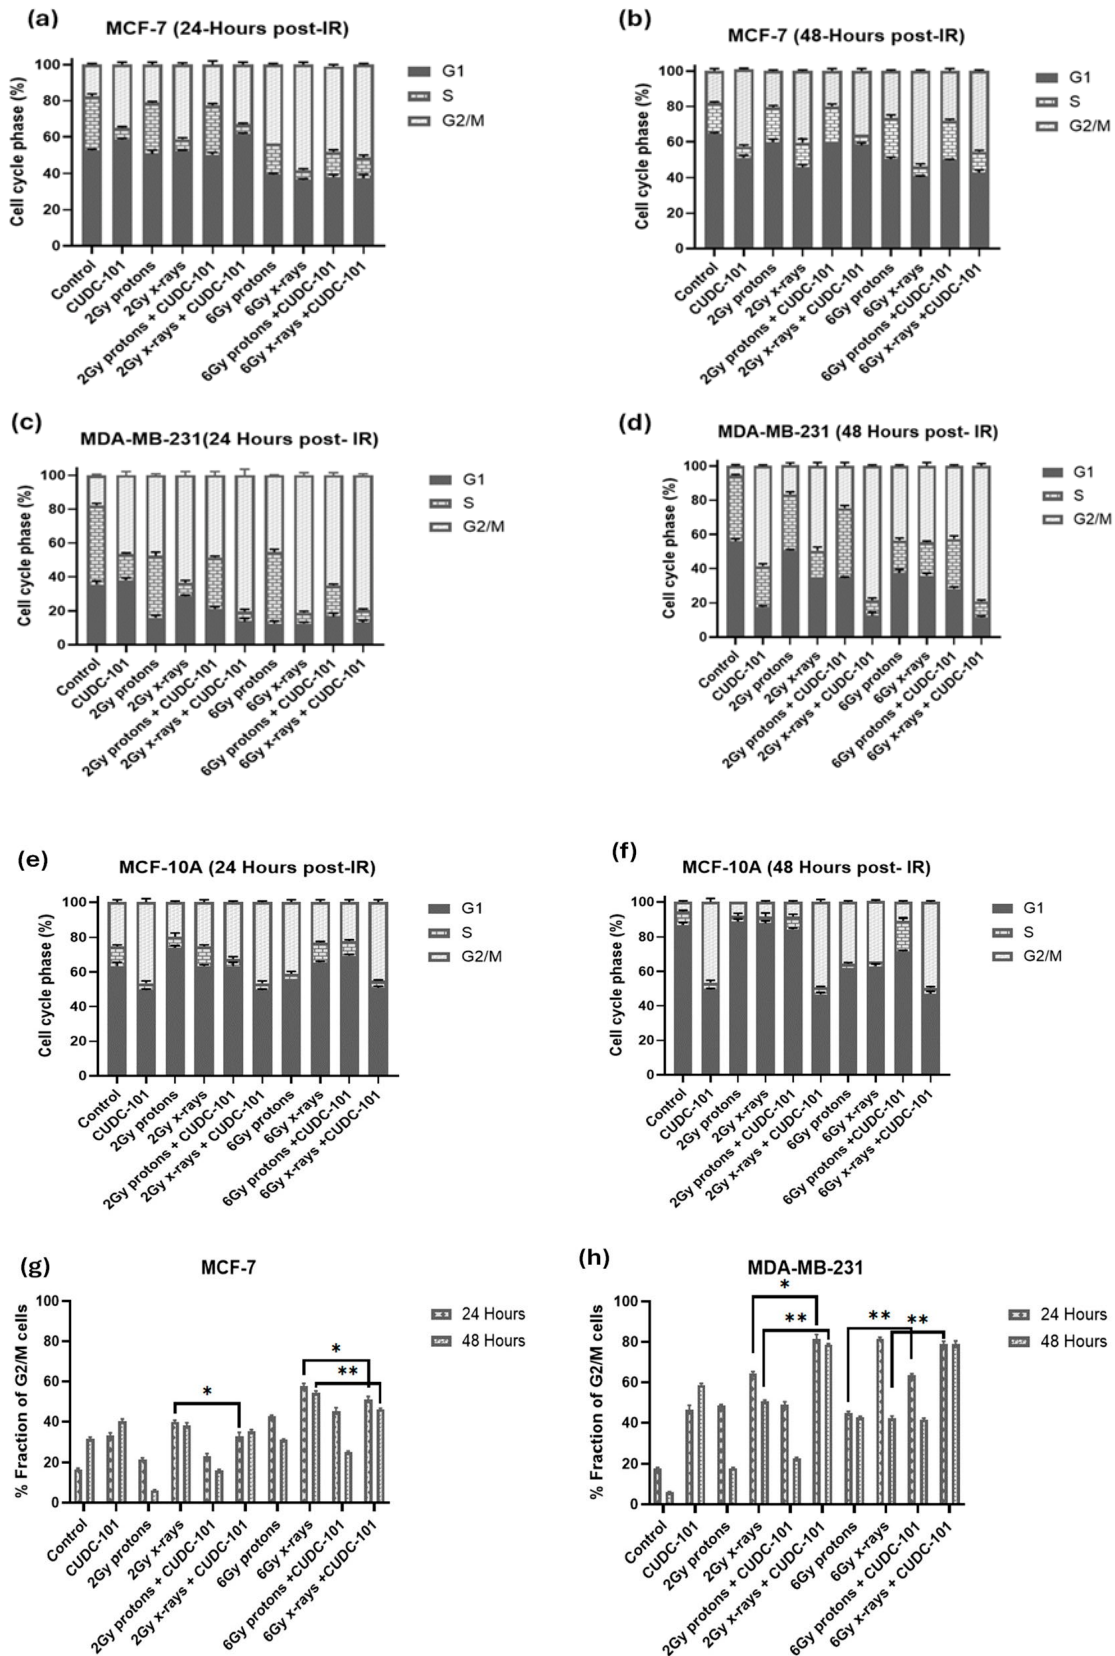 (a)
MCF-7 (24-Hours post-IR)
Cell cycle phase (%)
100
80
60
40
20
0
G1
S
G2/M
Control
CUDC-101
2Gy protons
2Gy x-rays
2Gy protons + CUDC-101
2Gy x-rays + CUDC-101
6Gy protons
6Gy x-rays
6Gy protons +CUDC-101
6Gy x-rays +CUDC-101
(b)
MCF-7 (48-Hours post-IR)
Cell cycle phase (%)
100
80
60
40
20
0
G1
S
G2/M
Control
CUDC-101
2Gy protons
2Gy x-rays
2Gy protons + CUDC-101
2Gy x-rays + CUDC-101
6Gy protons
6Gy x-rays
6Gy protons +CUDC-101
6Gy x-rays +CUDC-101
(c)
MDA-MB-231(24 Hours post- IR)
Cell cycle phase (%)
100
80
60
40
20
0
G1
S
G2/M
Control
CUDC-101
2Gy protons
2Gy x-rays
2Gy protons + CUDC-101
2Gy x-rays + CUDC-101
6Gy protons
6Gy x-rays
6Gy protons + CUDC-101
6Gy x-rays + CUDC-101
(d)
MDA-MB-231 (48 Hours post- IR)
Cell cycle phase (%)
100
80
60
40
20
0
G1
S
G2/M
Control
CUDC-101
2Gy protons
2Gy x-rays
2Gy protons + CUDC-101
2Gy x-rays + CUDC-101
6Gy protons
6Gy x-rays
6Gy protons + CUDC-101
6Gy x-rays + CUDC-101
(e)
MCF-10A (24 Hours post-IR)
Cell cycle phase (%)
100
80
60
40
20
0
G1
S
G2/M
Control
CUDC-101
2Gy protons
2Gy x-rays
2Gy protons + CUDC-101
2Gy x-rays + CUDC-101
6Gy protons
6Gy x-rays
6Gy protons +CUDC-101
6Gy x-rays +CUDC-101
(f)
MCF-10A (48 Hours post- IR)
Cell cycle phase (%)
100
80
60
40
20
0
G1
S
G2/M
Control
CUDC-101
2Gy protons
2Gy x-rays
2Gy protons + CUDC-101
2Gy x-rays + CUDC-101
6Gy protons
6Gy x-rays
6Gy protons +CUDC-101
6Gy x-rays +CUDC-101
(g)
MCF-7
% Fraction of G2/M cells
100
80
60
40
20
0
*
*
**
24 Hours
48 Hours
Control
CUDC-101
2Gy protons
2Gy x-rays
2Gy protons + CUDC-101
2Gy x-rays + CUDC-101
6Gy protons
6Gy x-rays
6Gy protons +CUDC-101
6Gy x-rays +CUDC-101
(h)
MDA-MB-231
% Fraction of G2/M cells
100
80
60
40
20
0
*
**
**
**
24 Hours
48 Hours
Control
CUDC-101
2Gy protons
2Gy x-rays
2Gy protons + CUDC-101
2Gy x-rays + CUDC-101
6Gy protons
6Gy x-rays
6Gy protons + CUDC-101
6Gy x-rays + CUDC-101